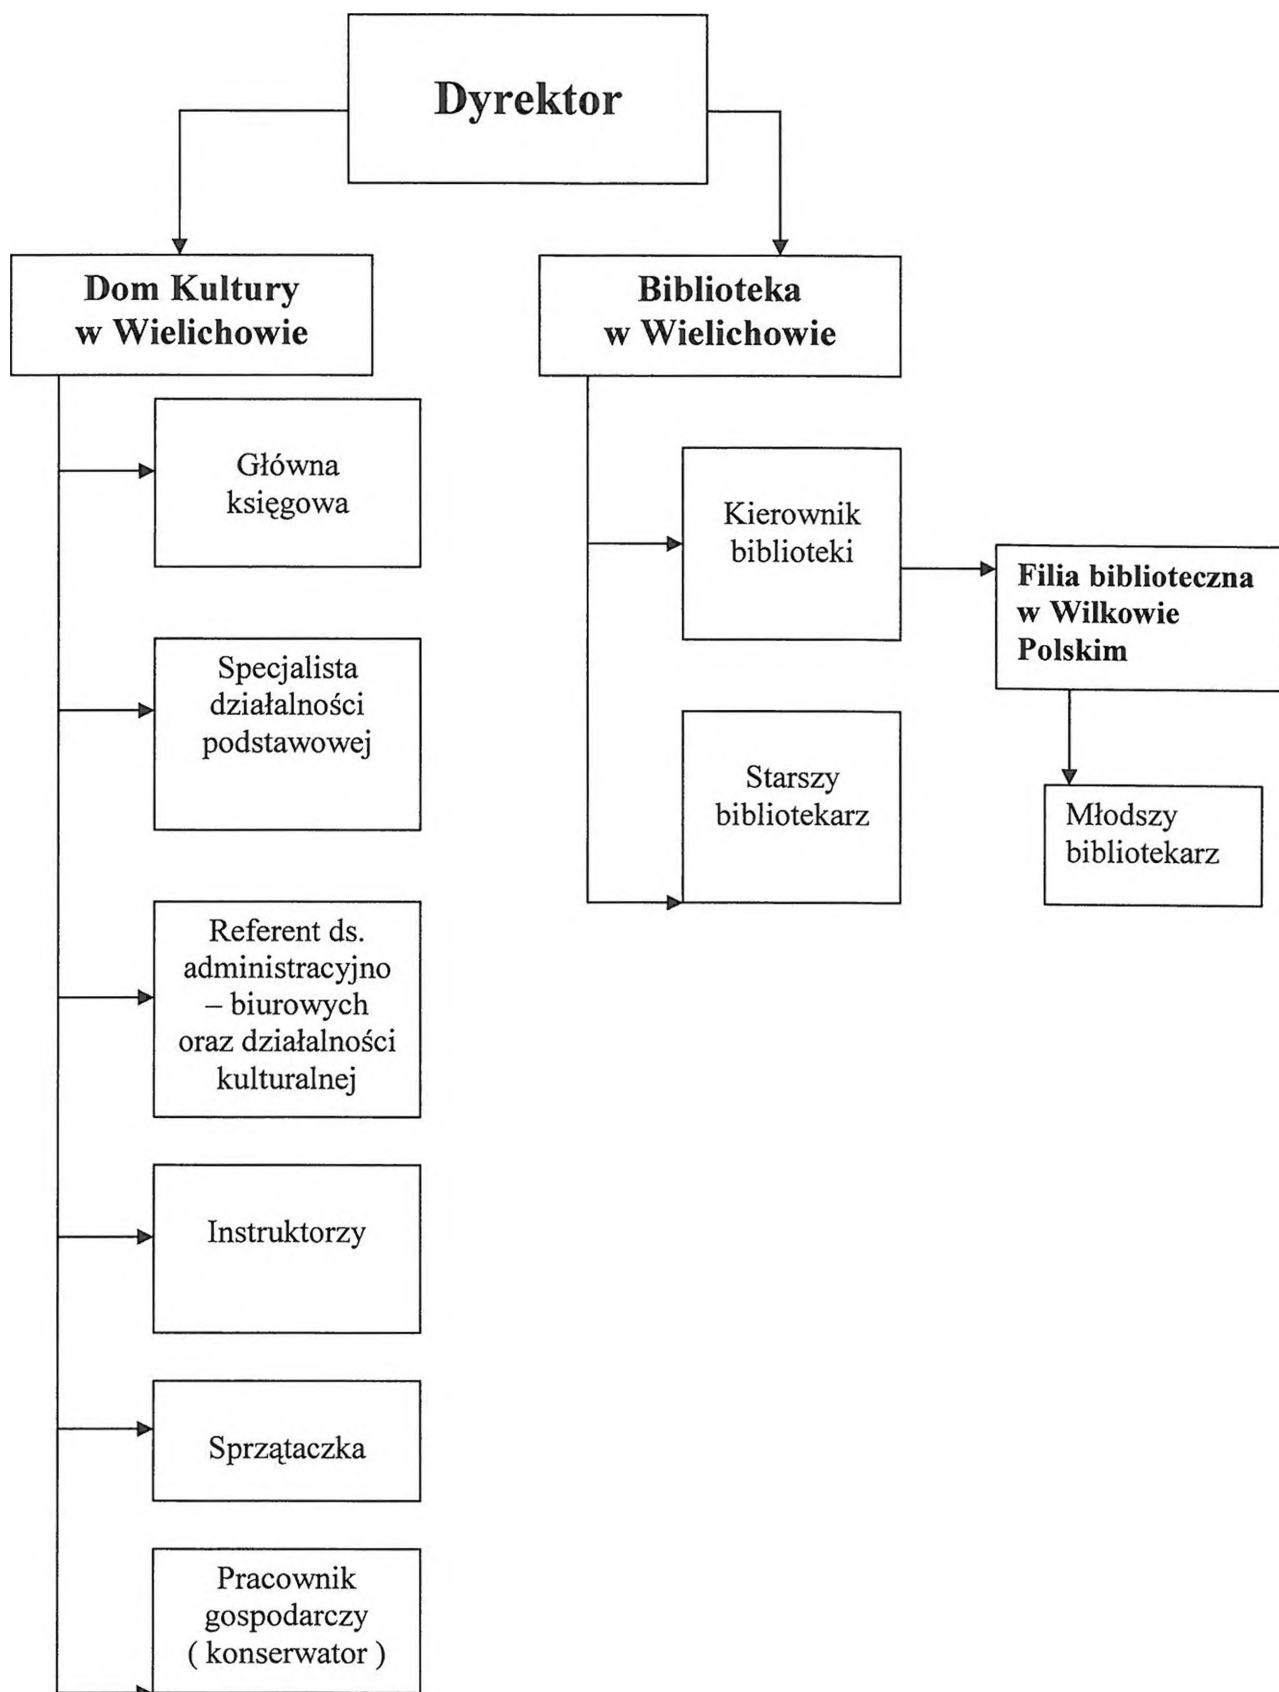 Dyrektor
Dom Kultury
w Wielichowie
Biblioteka
w Wielichowie
Główna
księgowa
Specjalista
działalności
podstawowej
Referent ds.
administracyjno
– biurowych
oraz działalności
kulturalnej
Instruktorzy
Sprzątaczka
Pracownik
gospodarczy
( konserwator )
Kierownik
biblioteki
Starszy
bibliotekarz
Filia biblioteczna
w Wilkowie
Polskim
Młodszy
bibliotekarz